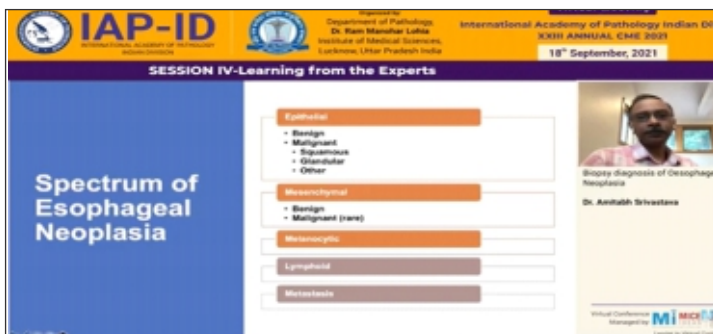 IAP-ID
INTERNATIONAL ACADEMY OF PATHOLOGY
INDIAN DIVISION
Organized by
Department of Pathology,
Dr. Ram Manohar Lohia
Institute of Medical Sciences,
Lucknow, Uttar Pradesh India
International Academy of Pathology Indian Di
XXIII ANNUAL CME 2021
18th September, 2021
SESSION IV-Learning from the Experts
Spectrum of
Esophageal
Neoplasia
Epithelial
• Benign
• Malignant
• Squamous
• Glandular
• Other
Mesenchymal
• Benign
• Malignant (rare)
Melanocytic
Lymphoid
Metastasis
Biopsy diagnosis of Oesophage
Neoplasia
Dr. Amitabh Srivastava
Virtual Conference
Managed by
Mi
MICE